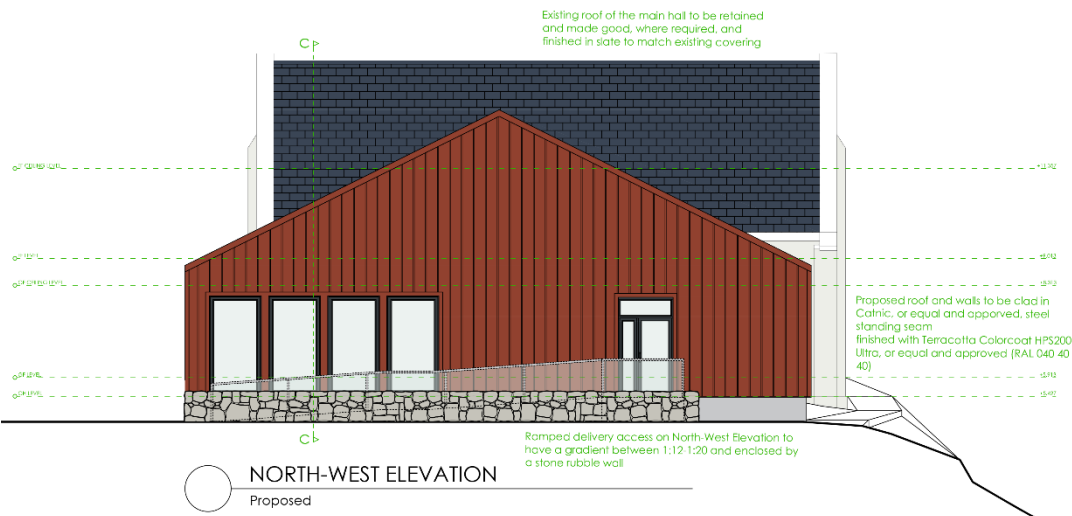 Existing roof of the main hall to be retained
and made good, where required, and
finished in slate to match existing covering
C
Proposed roof and walls to be clad in
Catnic, or equal and apporved, steel
standing seam
finished with Terracotta Colorcoat HPS200
Ultra, or equal and approved (RAL 040 40
40)
C
Ramped delivery access on North-West Elevation to
have a gradient between 1:12-1:20 and enclosed by
a stone rubble wall
NORTH-WEST ELEVATION
Proposed